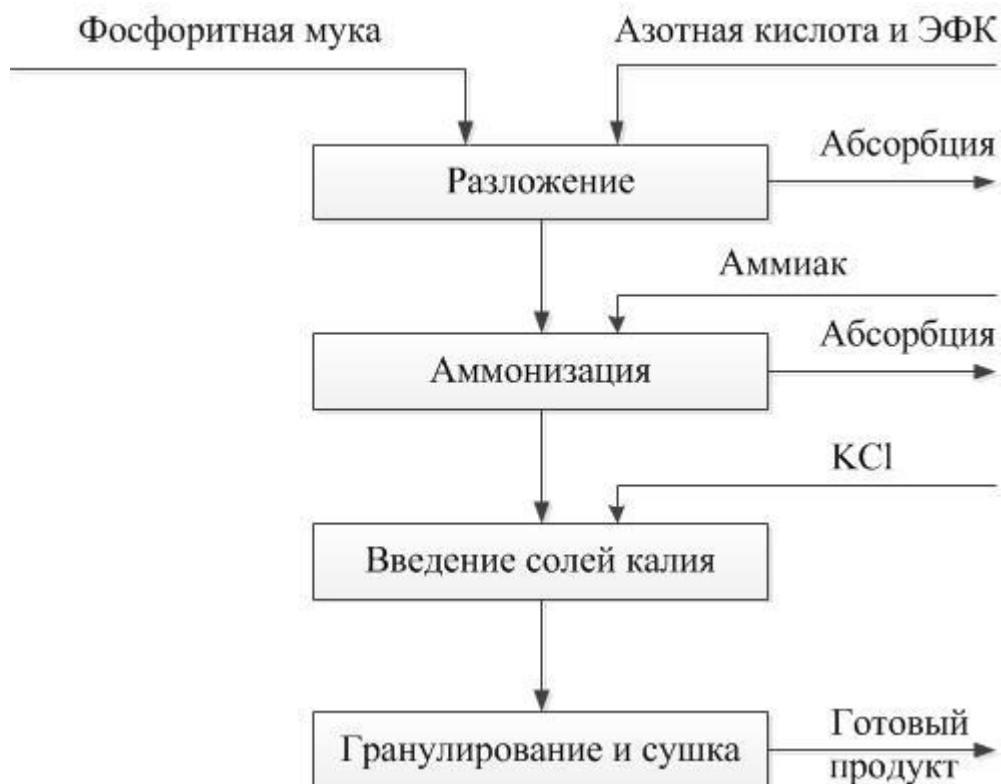 Фосфоритная мука
Азотная кислота и ЭФК
Абсорбция
Разложение
Аммиак
Абсорбция
Аммонизация
KCl
Введение солей калия
Готовый
Гранулирование и сушка
продукт